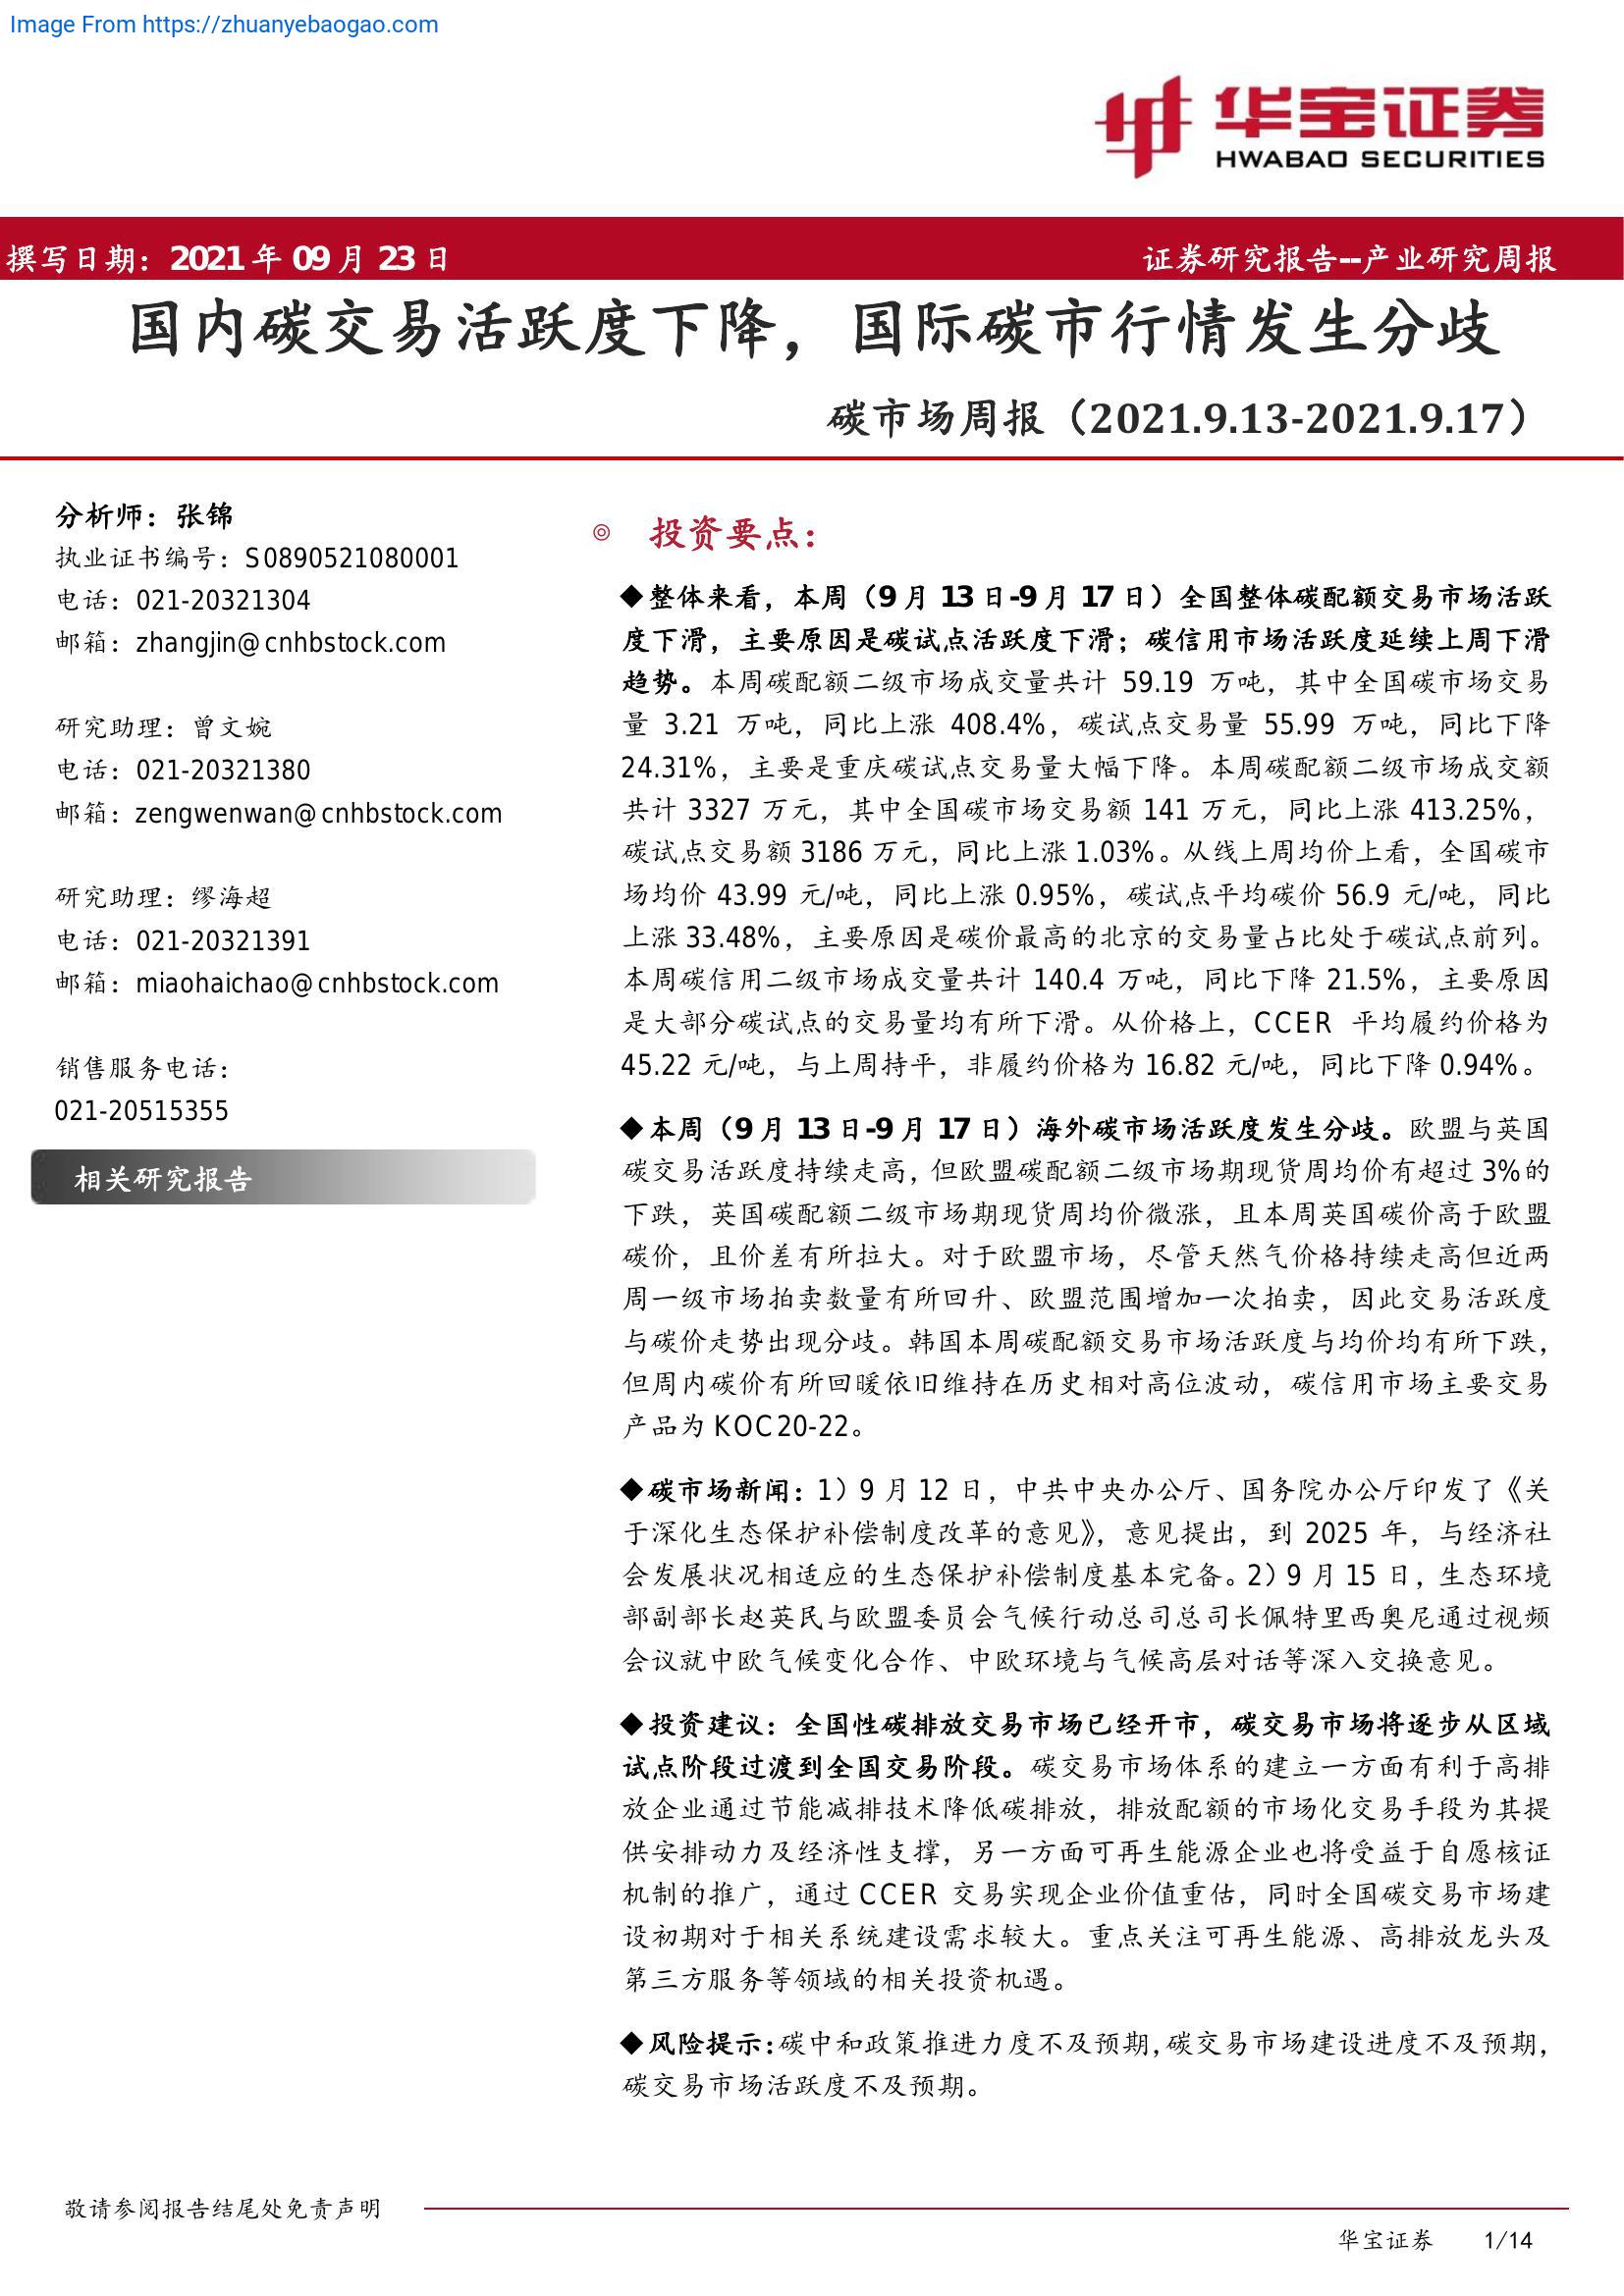 Image From https://zhuanyebaogao.com
华宝证券
HWABAO SECURITIES
撰写日期：2021 年 09 月 23 日
证券研究报告--产业研究周报
国内碳交易活跃度下降，国际碳市行情发生分歧
碳市场周报（2021.9.13-2021.9.17）
分析师：张锦
执业证书编号：S0890521080001
电话：021-20321304
邮箱：zhangjin@cnhbstock.com
研究助理：曾文婉
电话：021-20321380
邮箱：zengwenwan@cnhbstock.com
研究助理：缪海超
电话：021-20321391
邮箱：miaohaichao@cnhbstock.com
销售服务电话：
021-20515355
相关研究报告
◎ 投资要点：
◆整体来看，本周（9 月 13 日-9 月 17 日）全国整体碳配额交易市场活跃
度下滑，主要原因是碳试点活跃度下滑；碳信用市场活跃度延续上周下滑
趋势。本周碳配额二级市场成交量共计 59.19 万吨，其中全国碳市场交易
量 3.21 万吨，同比上涨 408.4%，碳试点交易量 55.99 万吨，同比下降
24.31%，主要是重庆碳试点交易量大幅下降。本周碳配额二级市场成交额
共计 3327 万元，其中全国碳市场交易额 141 万元，同比上涨 413.25%，
碳试点交易额 3186 万元，同比上涨 1.03%。从线上周均价上看，全国碳市
场均价 43.99 元/吨，同比上涨 0.95%，碳试点平均碳价 56.9 元/吨，同比
上涨 33.48%，主要原因是碳价最高的北京的交易量占比处于碳试点前列。
本周碳信用二级市场成交量共计 140.4 万吨，同比下降 21.5%，主要原因
是大部分碳试点的交易量均有所下滑。从价格上，CCER 平均履约价格为
45.22 元/吨，与上周持平，非履约价格为 16.82 元/吨，同比下降 0.94%。
◆本周（9 月 13 日-9 月 17 日）海外碳市场活跃度发生分歧。欧盟与英国
碳交易活跃度持续走高，但欧盟碳配额二级市场期现货周均价有超过 3%的
下跌，英国碳配额二级市场期现货周均价微涨，且本周英国碳价高于欧盟
碳价，且价差有所拉大。对于欧盟市场，尽管天然气价格持续走高但近两
周一级市场拍卖数量有所回升、欧盟范围增加一次拍卖，因此交易活跃度
与碳价走势出现分歧。韩国本周碳配额交易市场活跃度与均价均有所下跌，
但周内碳价有所回暖依旧维持在历史相对高位波动，碳信用市场主要交易
产品为 KOC20-22。
◆碳市场新闻：1）9 月 12 日，中共中央办公厅、国务院办公厅印发了《关
于深化生态保护补偿制度改革的意见》，意见提出，到 2025 年，与经济社
会发展状况相适应的生态保护补偿制度基本完备。2）9 月 15 日，生态环境
部副部长赵英民与欧盟委员会气候行动总司总司长佩特里西奥尼通过视频
会议就中欧气候变化合作、中欧环境与气候高层对话等深入交换意见。
◆投资建议：全国性碳排放交易市场已经开市，碳交易市场将逐步从区域
试点阶段过渡到全国交易阶段。碳交易市场体系的建立一方面有利于高排
放企业通过节能减排技术降低碳排放，排放配额的市场化交易手段为其提
供安排动力及经济性支撑，另一方面可再生能源企业也将受益于自愿核证
机制的推广，通过 CCER 交易实现企业价值重估，同时全国碳交易市场建
设初期对于相关系统建设需求较大。重点关注可再生能源、高排放龙头及
第三方服务等领域的相关投资机遇。
◆风险提示：碳中和政策推进力度不及预期，碳交易市场建设进度不及预期，
碳交易市场活跃度不及预期。
敬请参阅报告结尾处免责声明
华宝证券 1/14